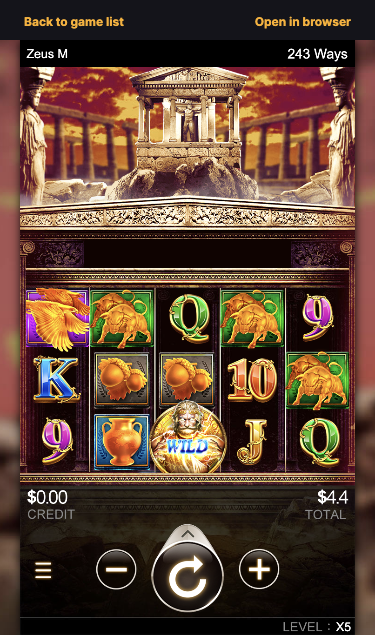 Back to game list Open in browser
Zeus M 243 Ways
Q 9
K 10
9 WILD J Q
$0.00 $4.4
CREDIT TOTAL
LEVEL : X5